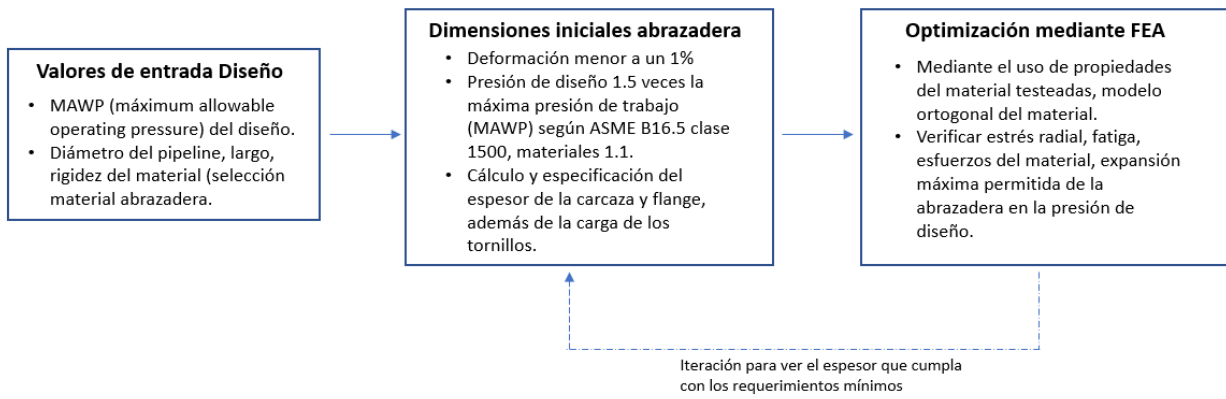 Valores de entrada Diseño
• MAWP (máximum allowable
operating pressure) del diseño.
• Diámetro del pipeline, largo,
rigidez del material (selección
material abrazadera.
Dimensiones iniciales abrazadera
• Deformación menor a un 1%
• Presión de diseño 1.5 veces la
máxima presión de trabajo
(MAWP) según ASME B16.5 clase
1500, materiales 1.1.
• Cálculo y especificación del
espesor de la carcaza y flange,
además de la carga de los
tornillos.
Optimización mediante FEA
• Mediante el uso de propiedades
del material testeadas, modelo
ortogonal del material.
• Verificar estrés radial, fatiga,
esfuerzos del material, expansión
máxima permitida de la
abrazadera en la presión de
diseño.
Iteración para ver el espesor que cumpla
con los requerimientos mínimos